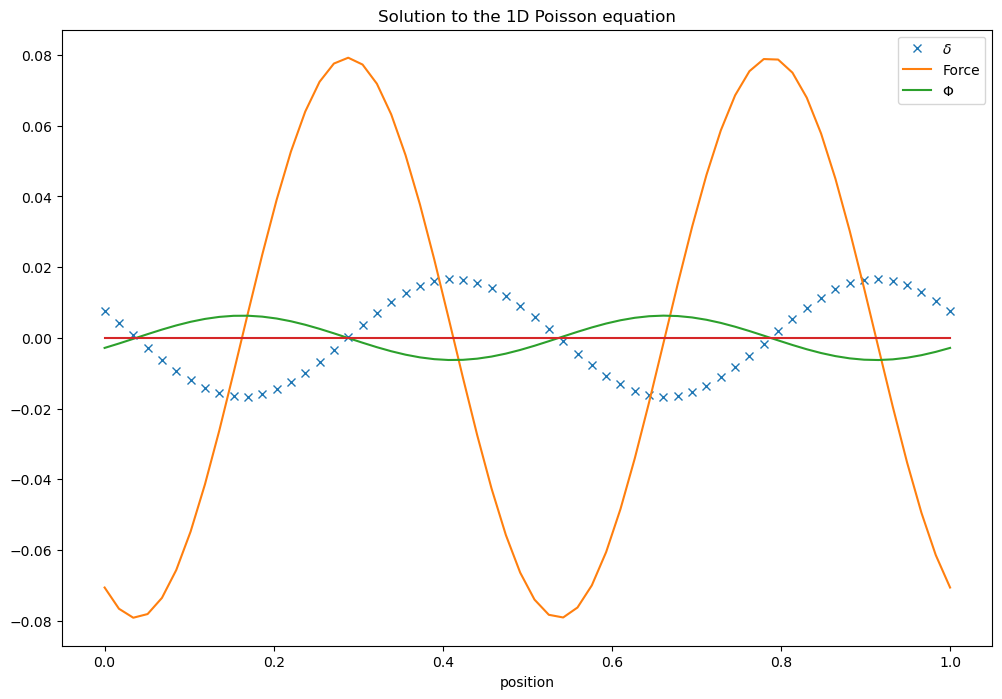 Solution to the 1D Poisson equation
δ
Force
Φ
0.08
0.06
0.04
0.02
0.00
−0.02
−0.04
−0.06
−0.08
0.0 0.2 0.4 0.6 0.8 1.0
position